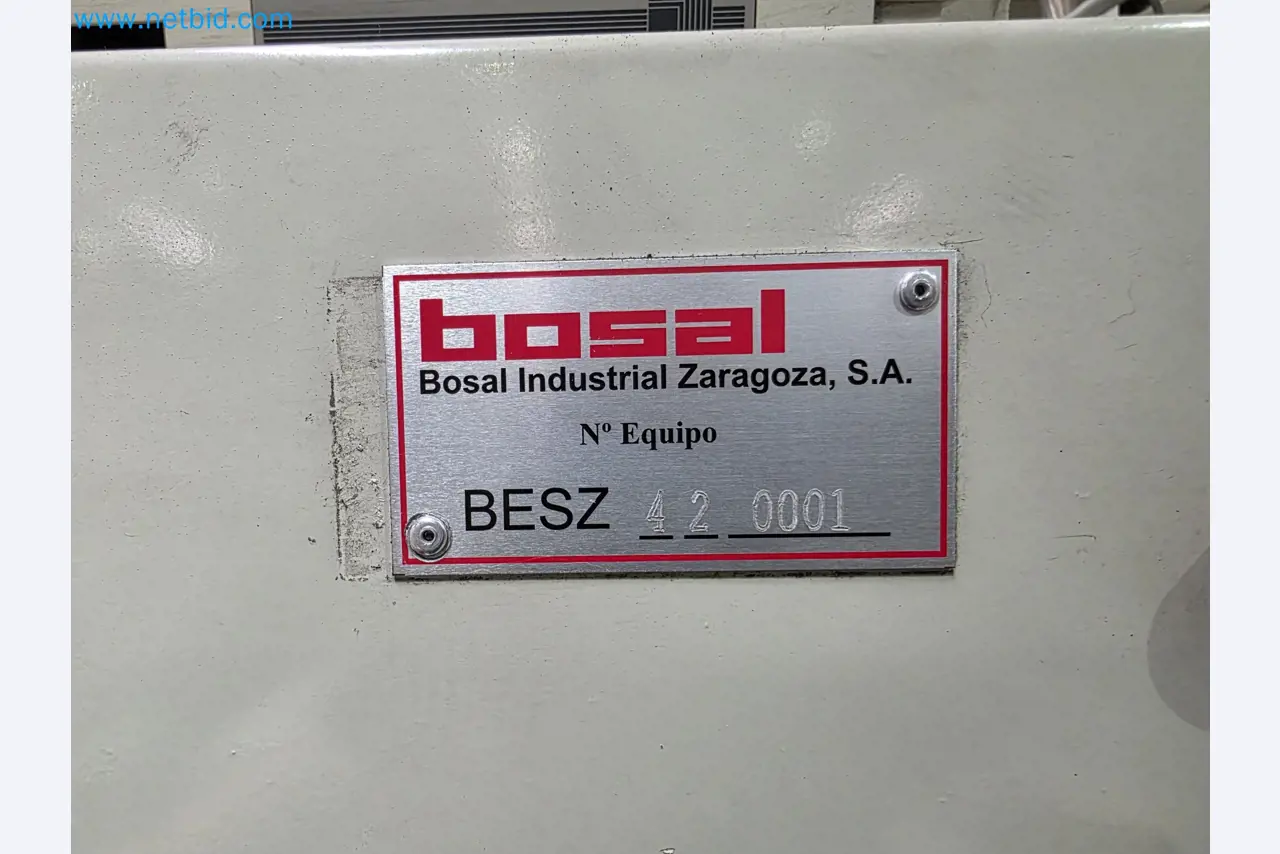 www.netbid.com
bosal
Bosal Industrial Zaragoza, S.A.
Nº Equipo
BESZ 4 2 0001